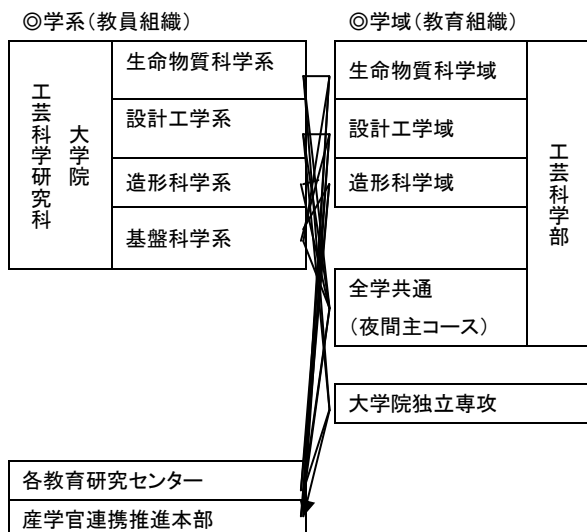 ◎学系(教員組織)
大学院
工芸科学研究科
生命物質科学系
設計工学系
造形科学系
基盤科学系
各教育研究センター
産学官連携推進本部
◎学域(教育組織)
生命物質科学域
設計工学域
造形科学域
全学共通
(夜間主コース)
工芸科学部
大学院独立専攻